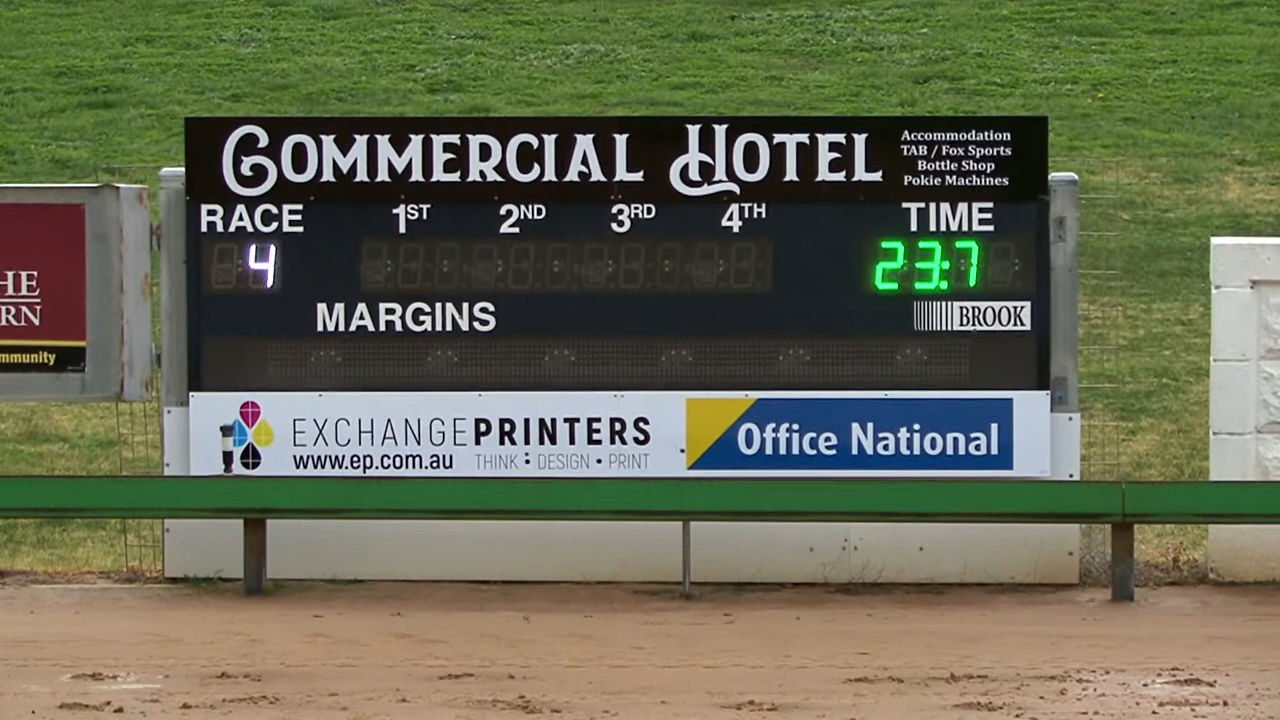 COMMERCIAL HOTEL
Accommodation
TAB / Fox Sports
Bottle Shop
Pokie Machines
RACE 1ST 2ND 3RD 4TH TIME
4 23:7
MARGINS
BROOK
HE
RN
mmunity
EXCHANGEPRINTERS
www.ep.com.au THINK • DESIGN • PRINT
Office National